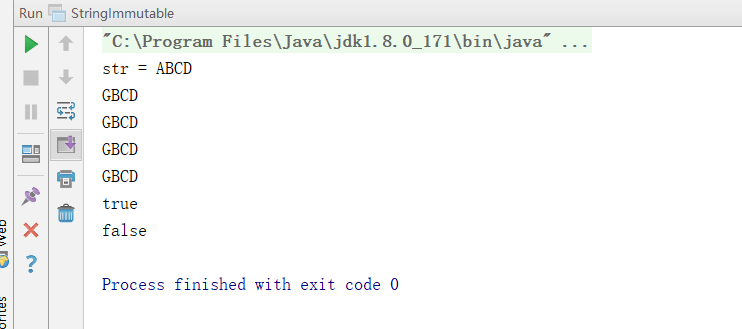 Run StringImmutable
"C:\Program Files\Java\jdk1.8.0_171\bin\java" ...
str = ABCD
GBCD
GBCD
GBCD
GBCD
true
false
Process finished with exit code 0
Web